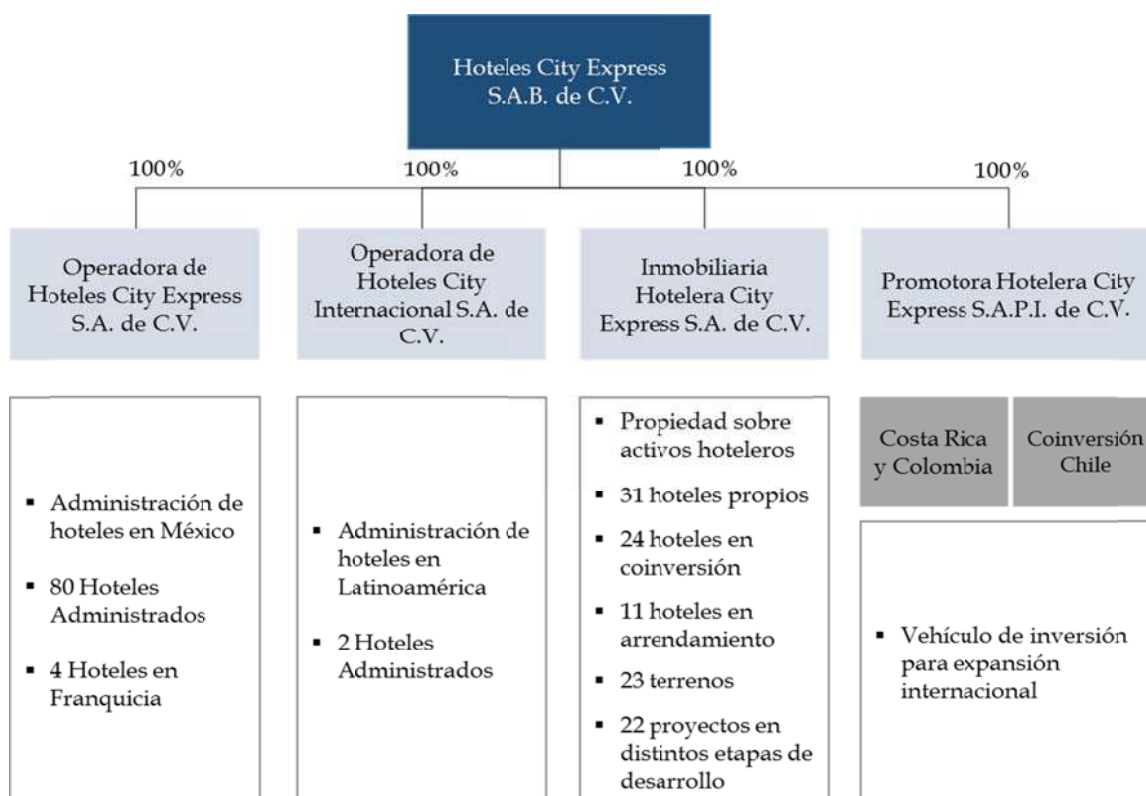 Hoteles City Express
S.A.B. de C.V.
100%
100%
100%
100%
Operadora de
Hoteles City Express
S.A. de C.V.
Operadora de
Hoteles City
Internacional S.A. de
C.V.
Inmobiliaria
Hotelera City
Express S.A. de C.V.
Promotora Hotelera City
Express S.A.P.I. de C.V.
▪ Administración de
hoteles en México
▪ 80 Hoteles
Administrados
▪ 4 Hoteles en
Franquicia
▪ Administración de
hoteles en
Latinoamérica
▪ 2 Hoteles
Administrados
▪ Propiedad sobre
activos hoteleros
▪ 31 hoteles propios
▪ 24 hoteles en
coinversión
▪ 11 hoteles en
arrendamiento
▪ 23 terrenos
▪ 22 proyectos en
distintos etapas de
desarrollo
Costa Rica
y Colombia
Coinversión
Chile
▪ Vehículo de inversión
para expansión
internacional